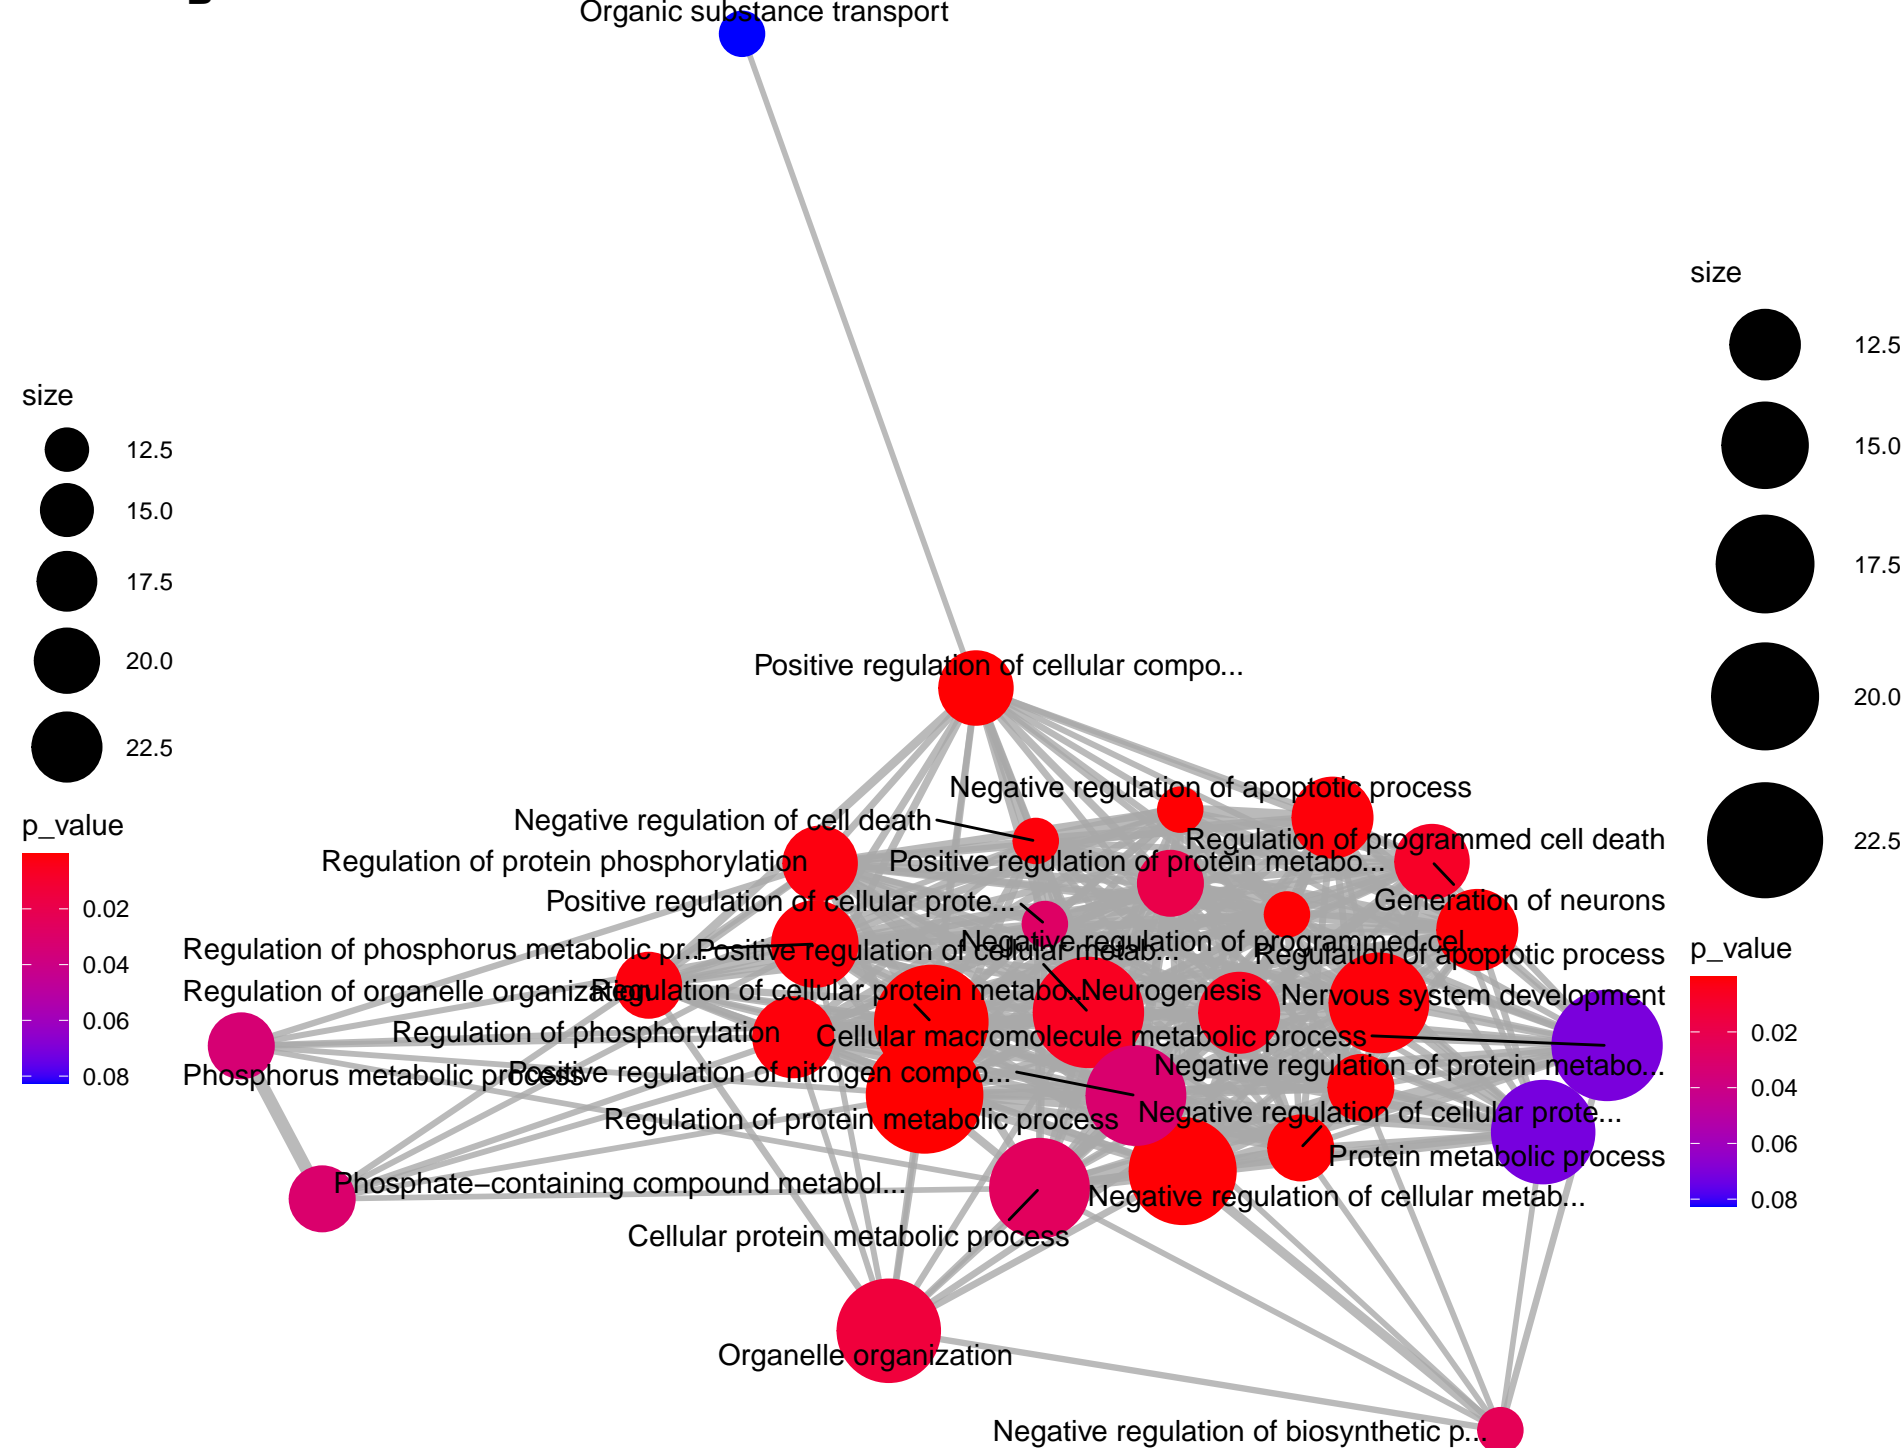 Organic substance transport
size
12.5
15.0
17.5
20.0
22.5
p_value
0.02
0.04
0.06
0.08
Positive regulation of cellular compo...
Negative regulation of apoptotic process
Negative regulation of cell death
Regulation of programmed cell death
Regulation of protein phosphorylation
Positive regulation of protein metabo...
Positive regulation of cellular prote...
Generation of neurons
Negative regulation of programmed cel...
Regulation of phosphorus metabolic pr...
Positive regulation of cellular metab...
Regulation of apoptotic process
Regulation of organelle organization
Regulation of cellular protein metabo...
Neurogenesis
Nervous system development
Regulation of phosphorylation
Cellular macromolecule metabolic process
Phosphorus metabolic process
Positive regulation of nitrogen compo...
Negative regulation of protein metabo...
Regulation of protein metabolic process
Negative regulation of cellular prote...
Protein metabolic process
Phosphate−containing compound metabol...
Negative regulation of cellular metab...
Cellular protein metabolic process
Organelle organization
Negative regulation of biosynthetic p...
size
12.5
15.0
17.5
20.0
22.5
p_value
0.02
0.04
0.06
0.08